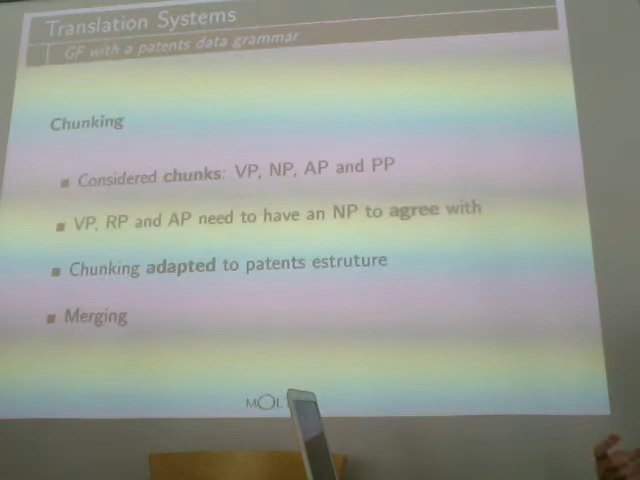 Translation Systems
GF with a patents data grammar
Chunking
Considered chunks: VP, NP, AP and PP
VP, RP and AP need to have an NP to agree with
Chunking adapted to patents estruture
Merging
MOL